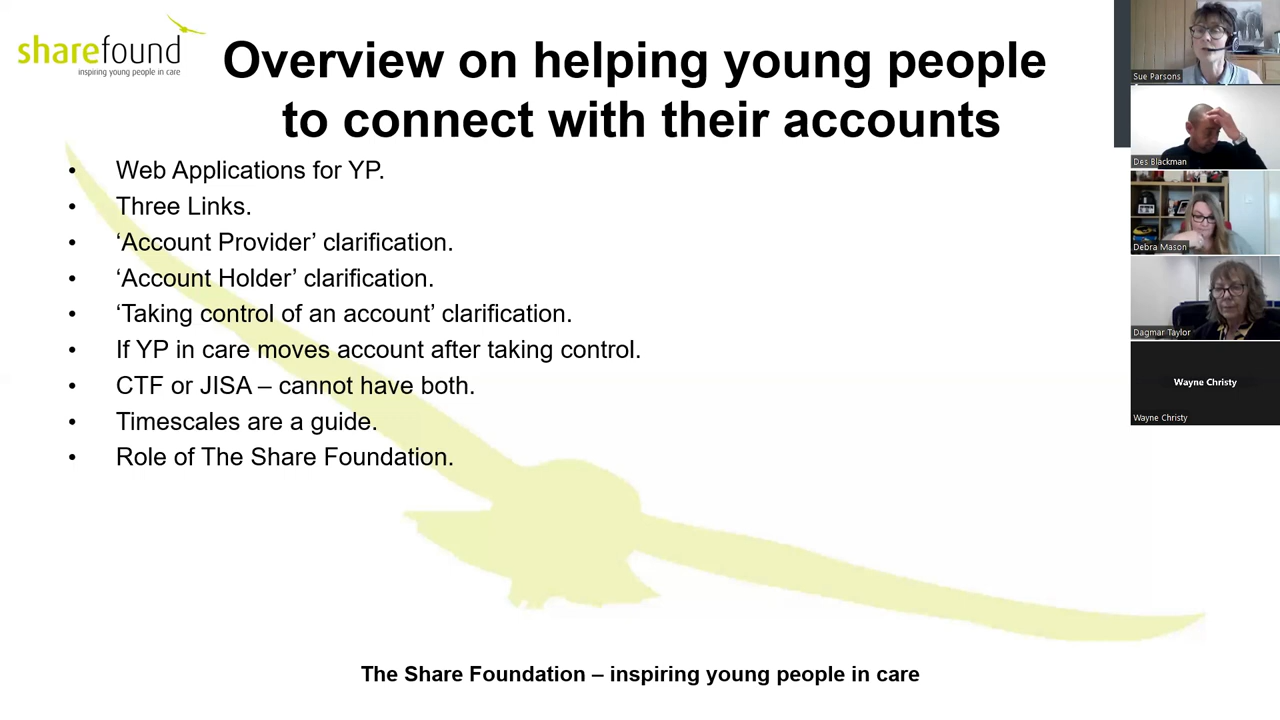 sharefound
inspiring young people in care
Overview on helping young people
to connect with their accounts
• Web Applications for YP.
• Three Links.
• ‘Account Provider’ clarification.
• ‘Account Holder’ clarification.
• ‘Taking control of an account’ clarification.
• If YP in care moves account after taking control.
• CTF or JISA – cannot have both.
• Timescales are a guide.
• Role of The Share Foundation.
The Share Foundation – inspiring young people in care
Sue Parsons
Des Blackman
Debra Mason
Dagmar Taylor
Wayne Christy
Wayne Christy